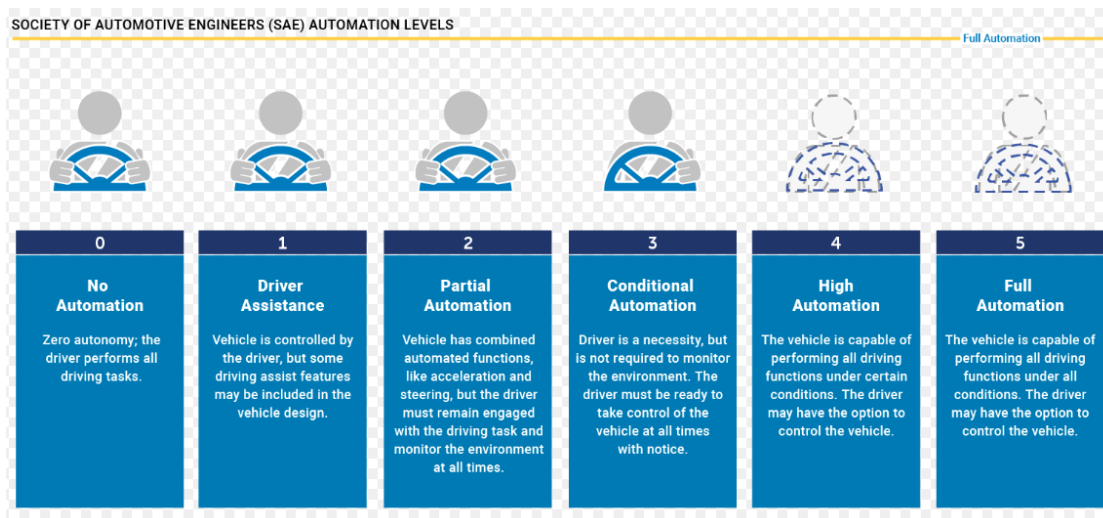 SOCIETY OF AUTOMOTIVE ENGINEERS (SAE) AUTOMATION LEVELS
Full Automation
0
No
Automation
Zero autonomy; the
driver performs all
driving tasks.
1
Driver
Assistance
Vehicle is controlled by
the driver, but some
driving assist features
may be included in the
vehicle design.
2
Partial
Automation
Vehicle has combined
automated functions,
like acceleration and
steering, but the driver
must remain engaged
with the driving task and
monitor the environment
at all times.
3
Conditional
Automation
Driver is a necessity, but
is not required to monitor
the environment. The
driver must be ready to
take control of the
vehicle at all times
with notice.
4
High
Automation
The vehicle is capable of
performing all driving
functions under certain
conditions. The driver
may have the option to
control the vehicle.
5
Full
Automation
The vehicle is capable of
performing all driving
functions under all
conditions. The driver
may have the option to
control the vehicle.